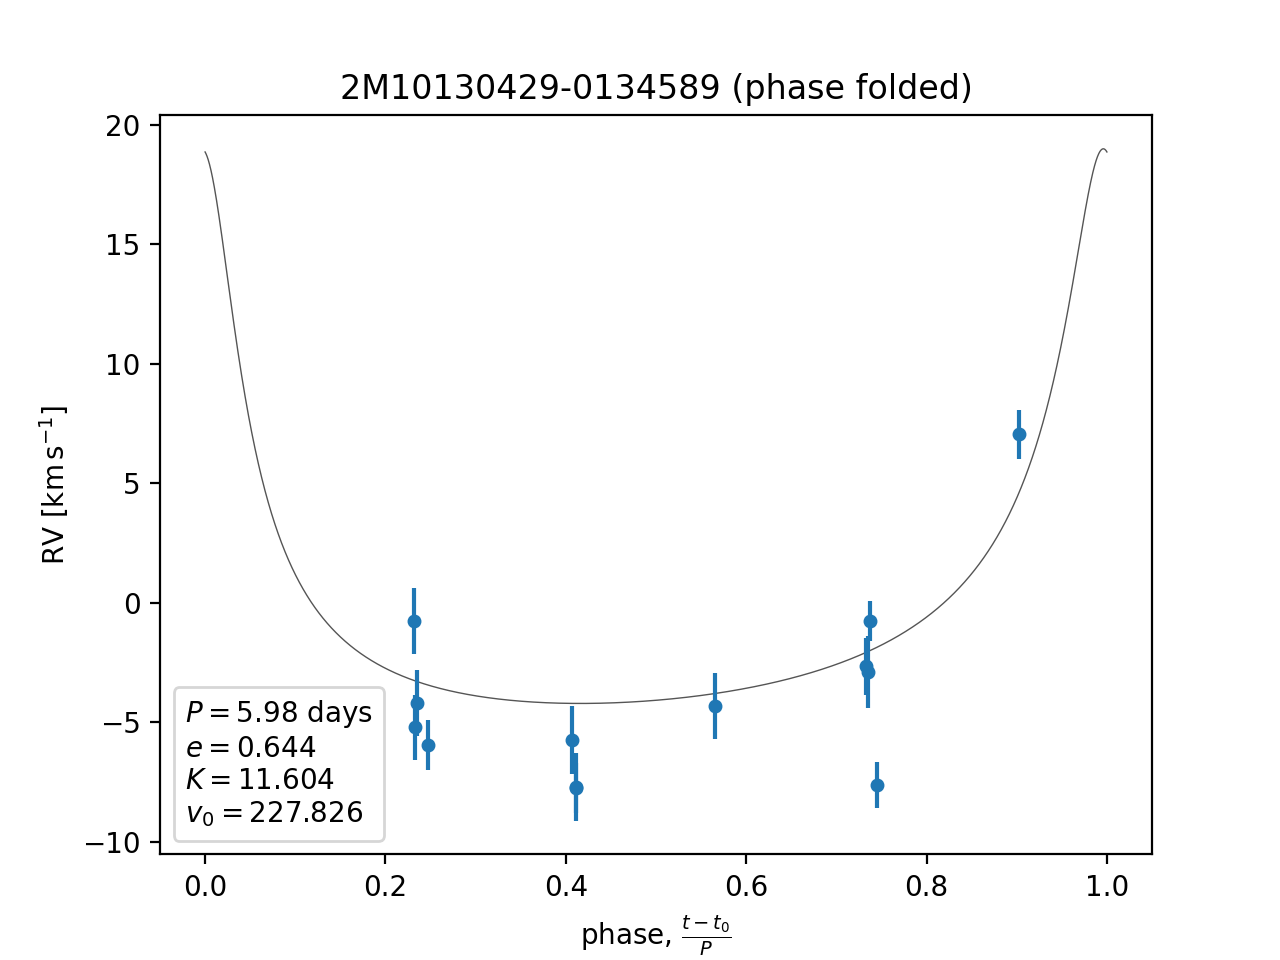 2M10130429-0134589 (phase folded)
20
15
10
5
0
−5
−10
RV [km s⁻¹]
P = 5.98 days
e = 0.644
K = 11.604
v₀ = 227.826
0.0 0.2 0.4 0.6 0.8 1.0
phase, (t − t₀)/P